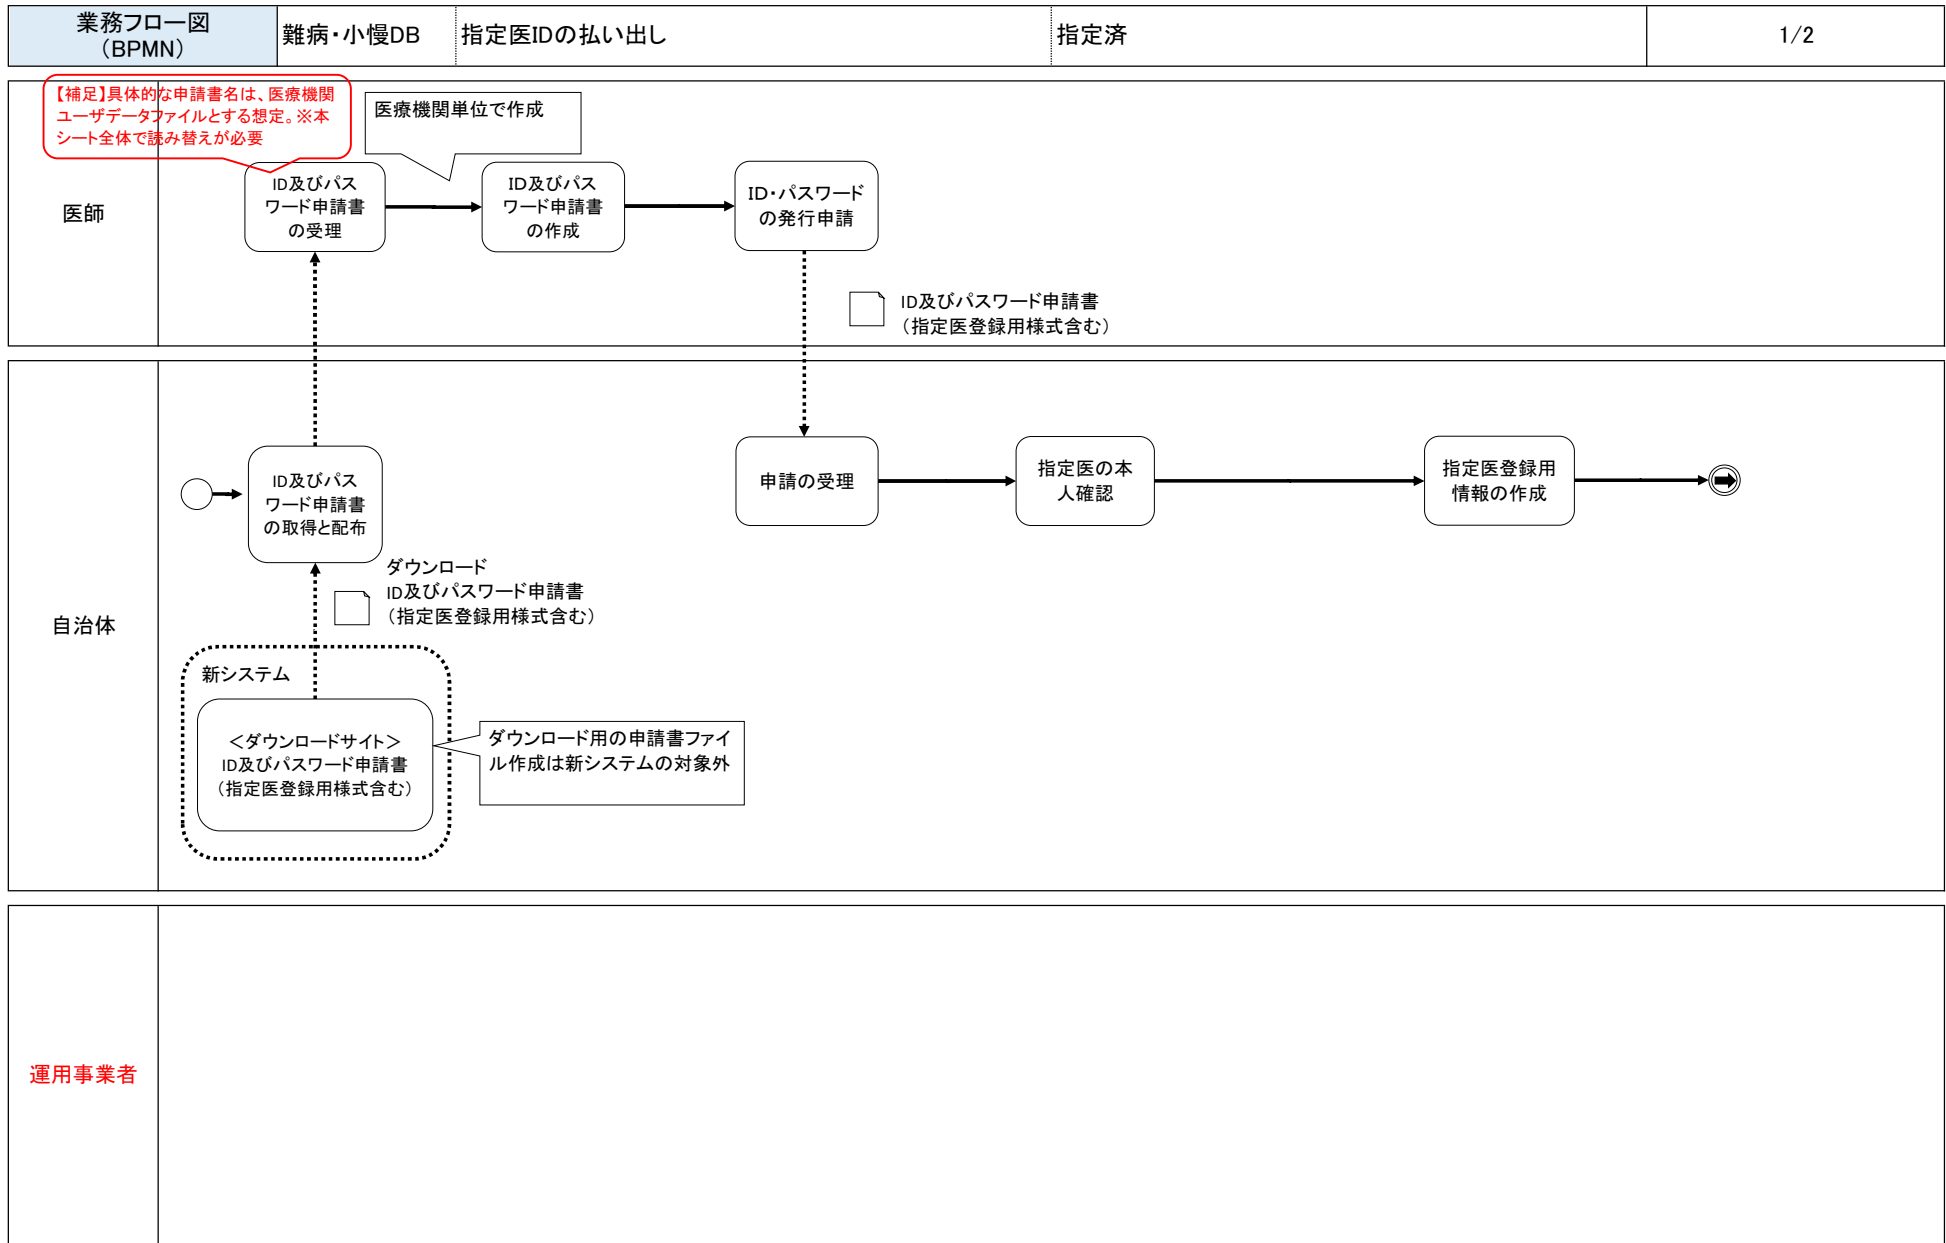 業務フロー図
（BPMN）
難病・小慢DB
指定医IDの払い出し
指定済
1/2
【補足】具体的な申請書名は、医療機関
ユーザデータファイルとする想定。※本
シート全体で読み替えが必要
医療機関単位で作成
医師
ID及びパス
ワード申請書
の受理
ID及びパス
ワード申請書
の作成
ID・パスワード
の発行申請
ID及びパスワード申請書
（指定医登録用様式含む）
自治体
ID及びパス
ワード申請書
の取得と配布
申請の受理
指定医の本
人確認
指定医登録用
情報の作成
ダウンロード
ID及びパスワード申請書
（指定医登録用様式含む）
新システム
＜ダウンロードサイト＞
ID及びパスワード申請書
（指定医登録用様式含む）
ダウンロード用の申請書ファイ
ル作成は新システムの対象外
運用事業者